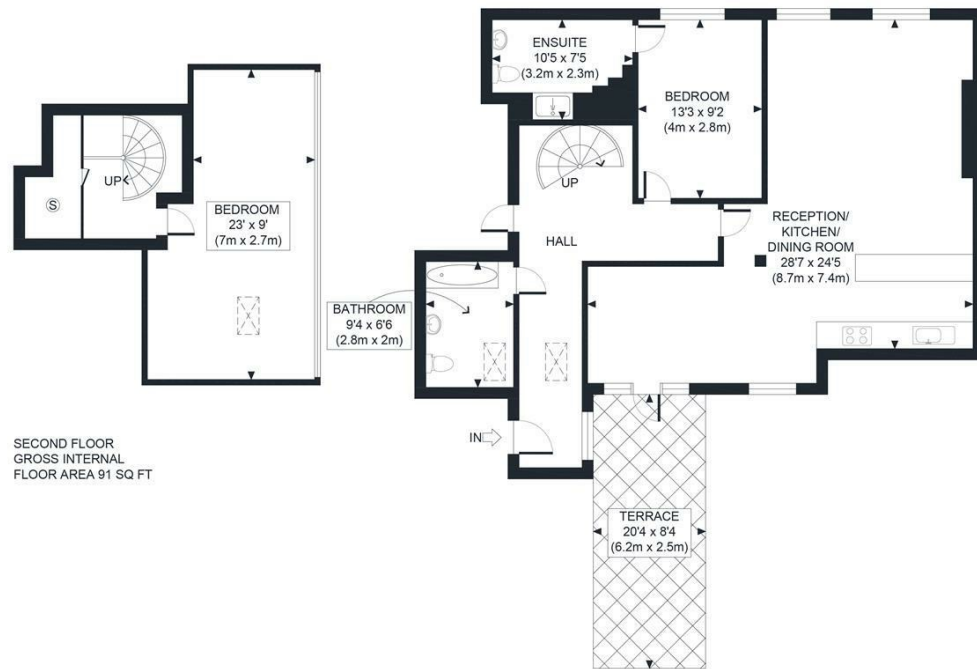 ENSUITE
10'5 x 7'5
(3.2m x 2.3m)
BEDROOM
13'3 x 9'2
(4m x 2.8m)
UP
S
BEDROOM
23' x 9'
(7m x 2.7m)
UP
HALL
RECEPTION/
KITCHEN/
DINING ROOM
28'7 x 24'5
(8.7m x 7.4m)
BATHROOM
9'4 x 6'6
(2.8m x 2m)
IN
SECOND FLOOR
GROSS INTERNAL
FLOOR AREA 91 SQ FT
TERRACE
20'4 x 8'4
(6.2m x 2.5m)